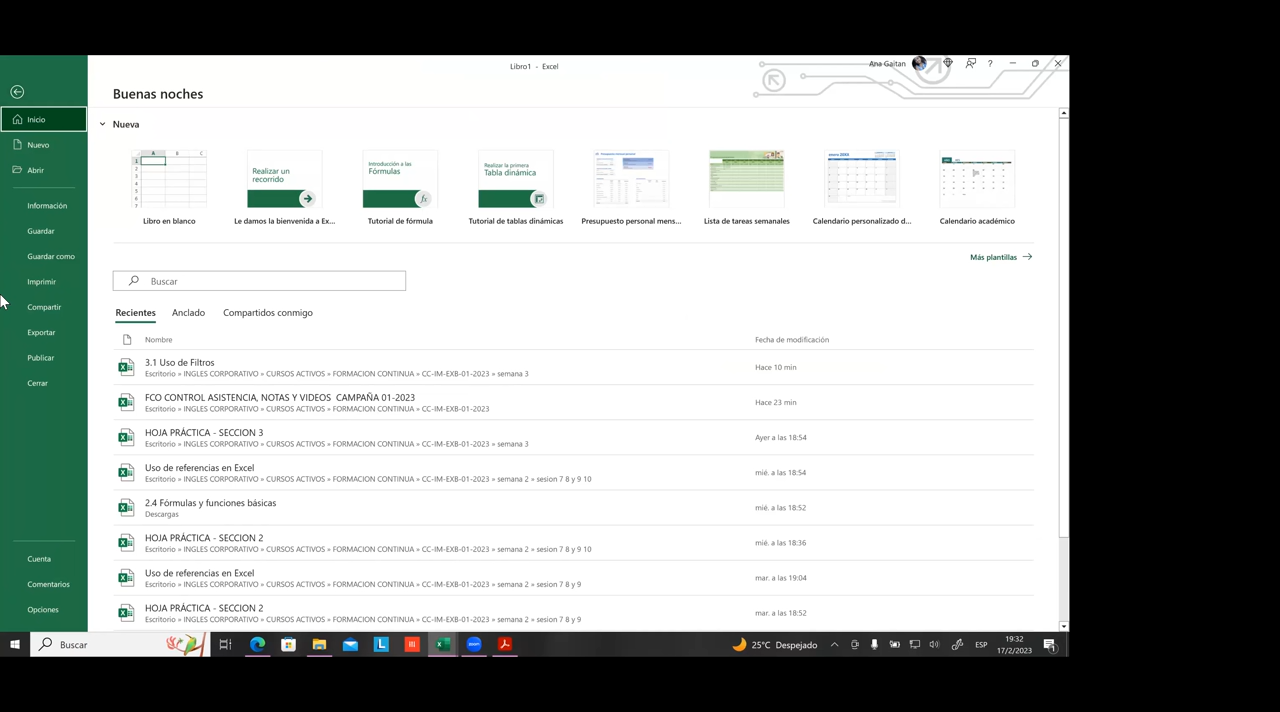 Libro1 - Excel
Ana Gaitan
?
Buenas noches
Inicio
Nuevo
Abrir
Información
Guardar
Guardar como
Imprimir
Compartir
Exportar
Publicar
Cerrar
Cuenta
Comentarios
Opciones
Nueva
A B C
1
2
3
4
5
6
7
Realizar un
recorrido
Introducción a las
Fórmulas
fx
Realizar la primera
Tabla dinámica
Libro en blanco
Le damos la bienvenida a Ex...
Tutorial de fórmula
Tutorial de tablas dinámicas
Presupuesto personal mens...
Lista de tareas semanales
Calendario personalizado d...
Calendario académico
Más plantillas
Buscar
Recientes Anclado Compartidos conmigo
Nombre Fecha de modificación
3.1 Uso de Filtros
Escritorio » INGLES CORPORATIVO » CURSOS ACTIVOS » FORMACION CONTINUA » CC-IM-EXB-01-2023 » semana 3
Hace 10 min
FCO CONTROL ASISTENCIA, NOTAS Y VIDEOS CAMPAÑA 01-2023
Escritorio » INGLES CORPORATIVO » CURSOS ACTIVOS » FORMACION CONTINUA » CC-IM-EXB-01-2023
Hace 23 min
HOJA PRÁCTICA - SECCION 3
Escritorio » INGLES CORPORATIVO » CURSOS ACTIVOS » FORMACION CONTINUA » CC-IM-EXB-01-2023 » semana 3
Ayer a las 18:54
Uso de referencias en Excel
Escritorio » INGLES CORPORATIVO » CURSOS ACTIVOS » FORMACION CONTINUA » CC-IM-EXB-01-2023 » semana 2 » sesion 7 8 y 9 10
mié. a las 18:54
2.4 Fórmulas y funciones básicas
Descargas
mié. a las 18:52
HOJA PRÁCTICA - SECCION 2
Escritorio » INGLES CORPORATIVO » CURSOS ACTIVOS » FORMACION CONTINUA » CC-IM-EXB-01-2023 » semana 2 » sesion 7 8 y 9 10
mié. a las 18:36
Uso de referencias en Excel
Escritorio » INGLES CORPORATIVO » CURSOS ACTIVOS » FORMACION CONTINUA » CC-IM-EXB-01-2023 » semana 2 » sesion 7 8 y 9
mar. a las 19:04
HOJA PRÁCTICA - SECCION 2
Escritorio » INGLES CORPORATIVO » CURSOS ACTIVOS » FORMACION CONTINUA » CC-IM-EXB-01-2023 » semana 2 » sesion 7 8 y 9
mar. a las 18:52
Buscar
25°C Despejado
ESP
19:32
17/2/2023